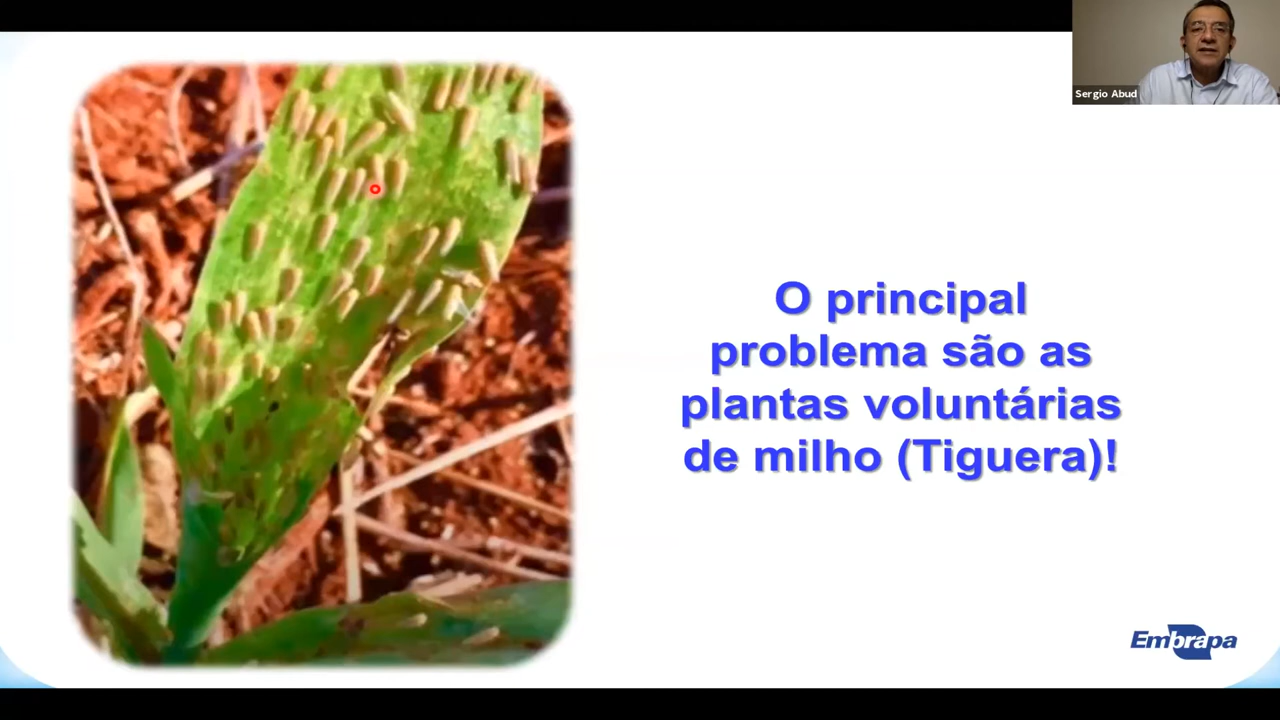 Sergio Abud
O principal
problema são as
plantas voluntárias
de milho (Tiguera)!
Embrapa